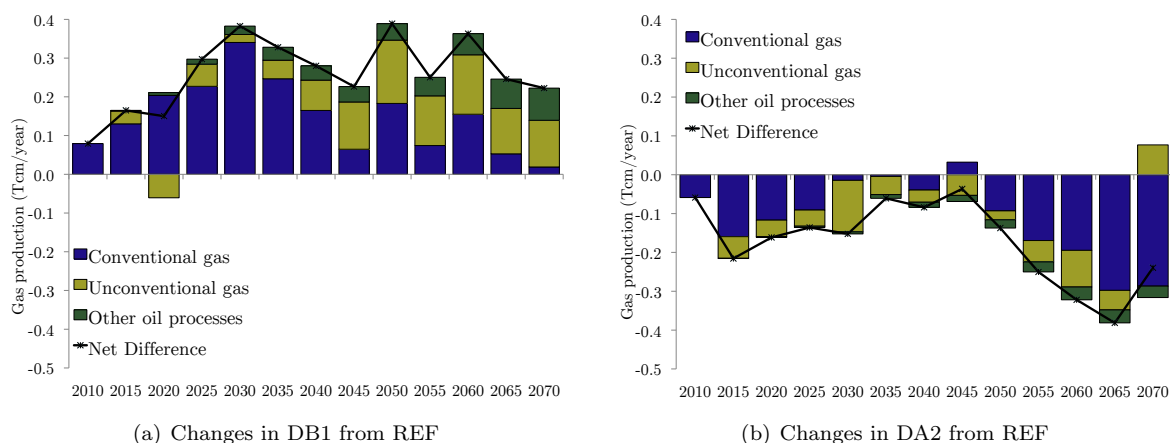 0.4
0.3
0.2
0.1
0.0
-0.1
-0.2
-0.3
-0.4
-0.5
Gas production (Tcm/year)
Conventional gas
Unconventional gas
Other oil processes
Net Difference
2010 2015 2020 2025 2030 2035 2040 2045 2050 2055 2060 2065 2070
(a) Changes in DB1 from REF
0.4
0.3
0.2
0.1
0.0
-0.1
-0.2
-0.3
-0.4
-0.5
Gas production (Tcm/year)
Conventional gas
Unconventional gas
Other oil processes
Net Difference
2010 2015 2020 2025 2030 2035 2040 2045 2050 2055 2060 2065 2070
(b) Changes in DA2 from REF